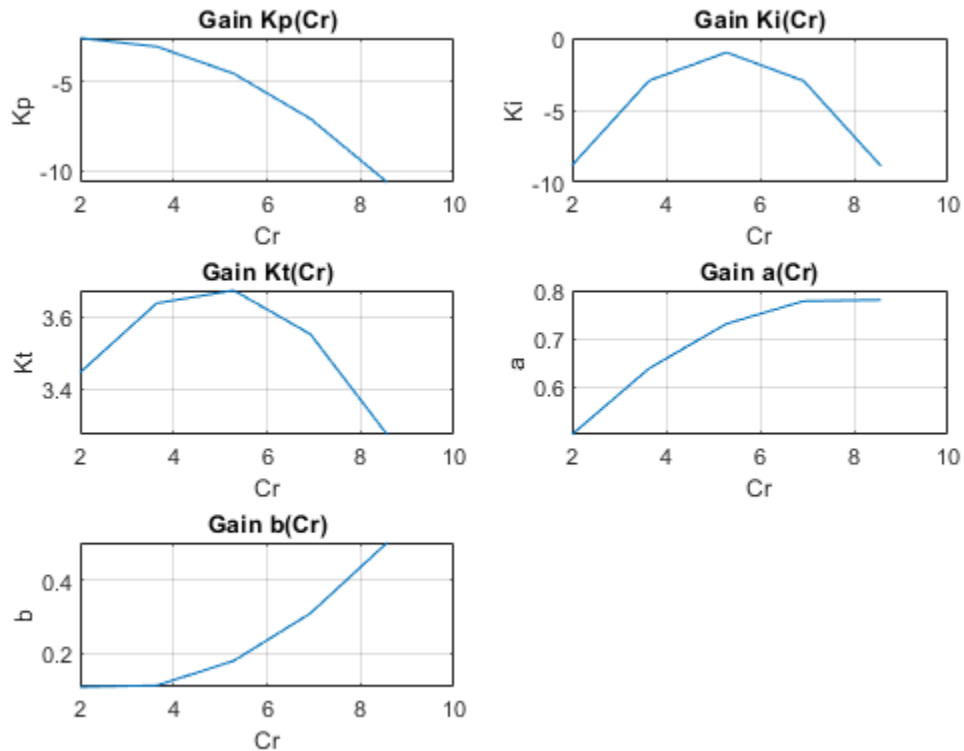 Gain Kp(Cr)
-5
-10
Kp
2 4 6 8 10
Cr
Gain Ki(Cr)
0
-5
-10
Ki
2 4 6 8 10
Cr
Gain Kt(Cr)
3.6
3.4
Kt
2 4 6 8 10
Cr
Gain a(Cr)
0.8
0.7
0.6
a
2 4 6 8 10
Cr
Gain b(Cr)
0.4
0.2
b
2 4 6 8 10
Cr